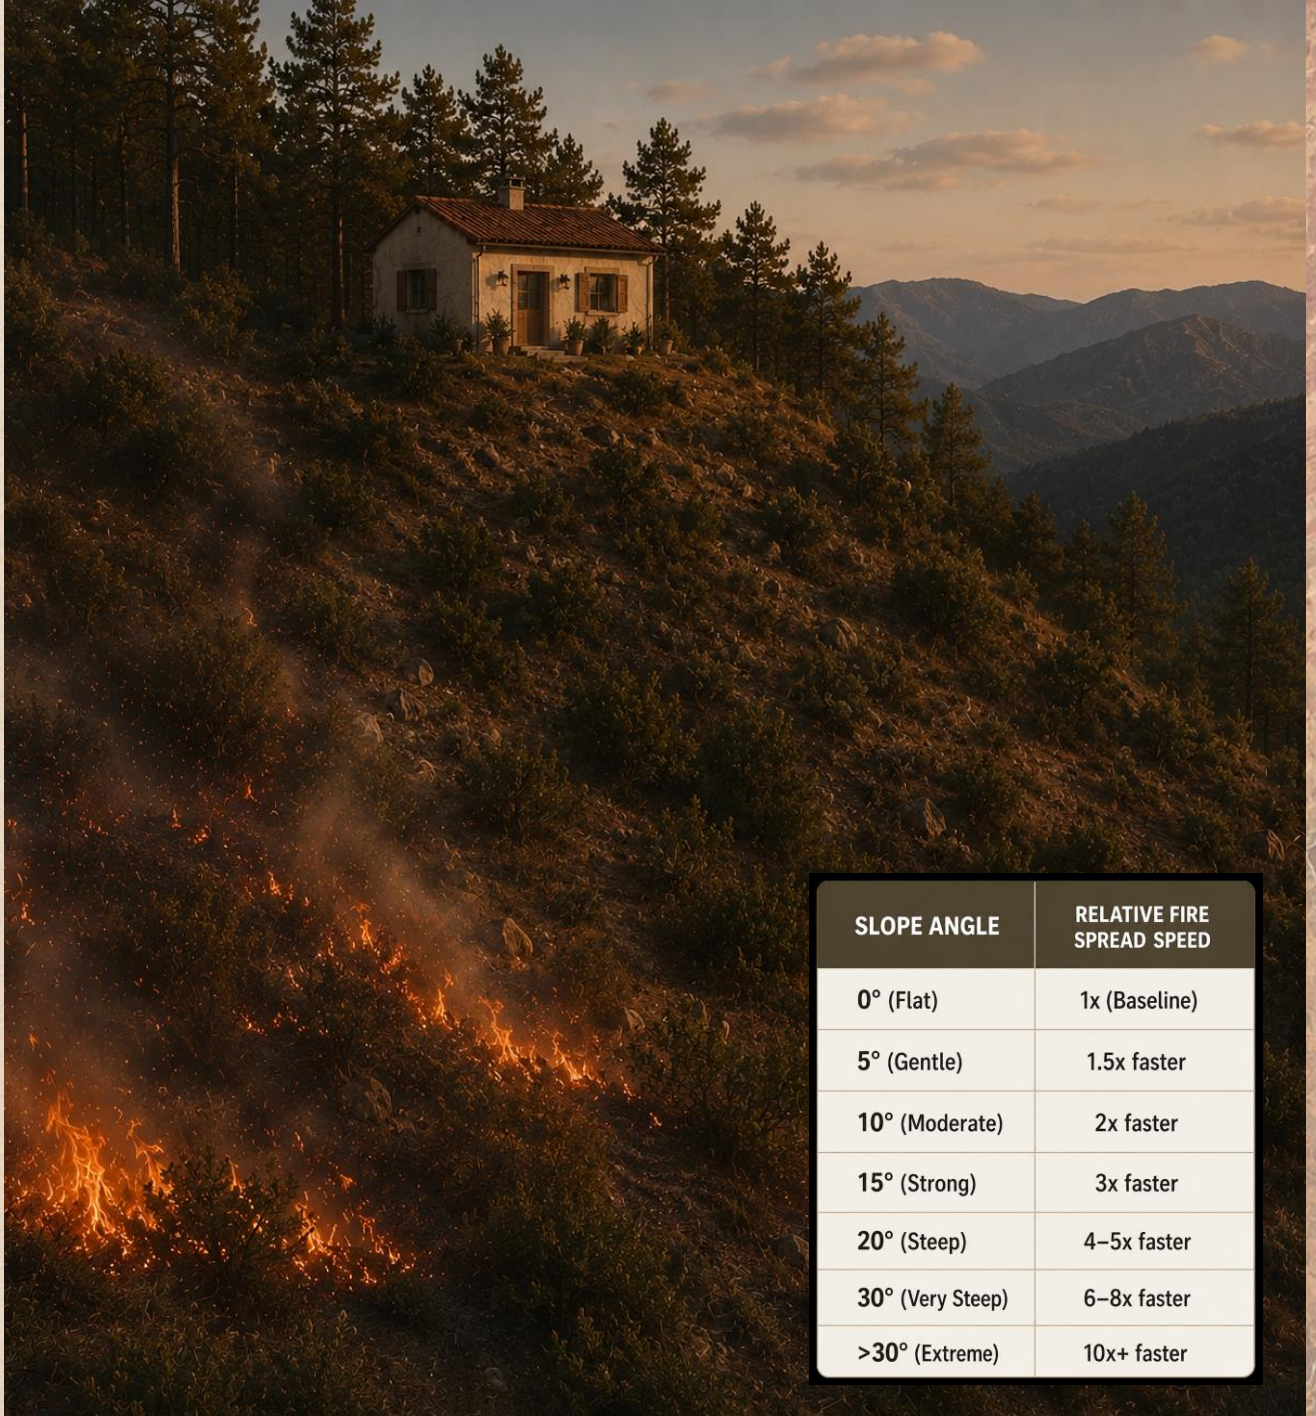 SLOPE ANGLE
RELATIVE FIRE
SPREAD SPEED
0° (Flat)
1x (Baseline)
5° (Gentle)
1.5x faster
10° (Moderate)
2x faster
15° (Strong)
3x faster
20° (Steep)
4–5x faster
30° (Very Steep)
6–8x faster
>30° (Extreme)
10x+ faster